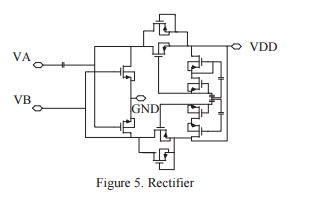 VA
VDD
VB
GND
Figure 5. Rectifier